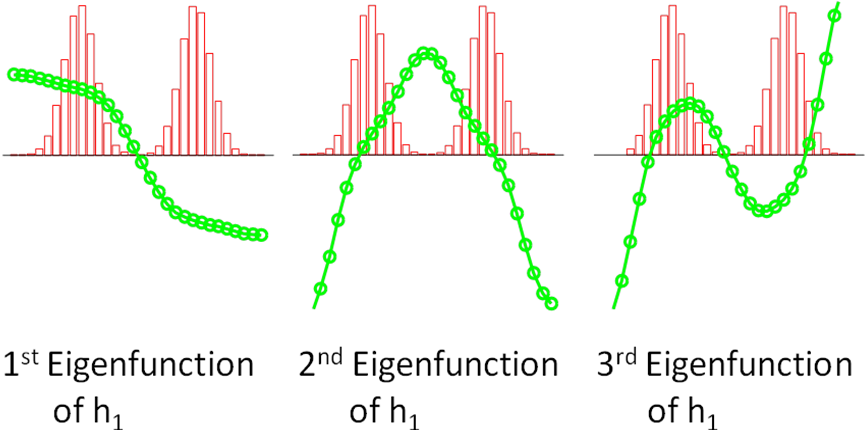 1st Eigenfunction
of h1
2nd Eigenfunction
of h1
3rd Eigenfunction
of h1